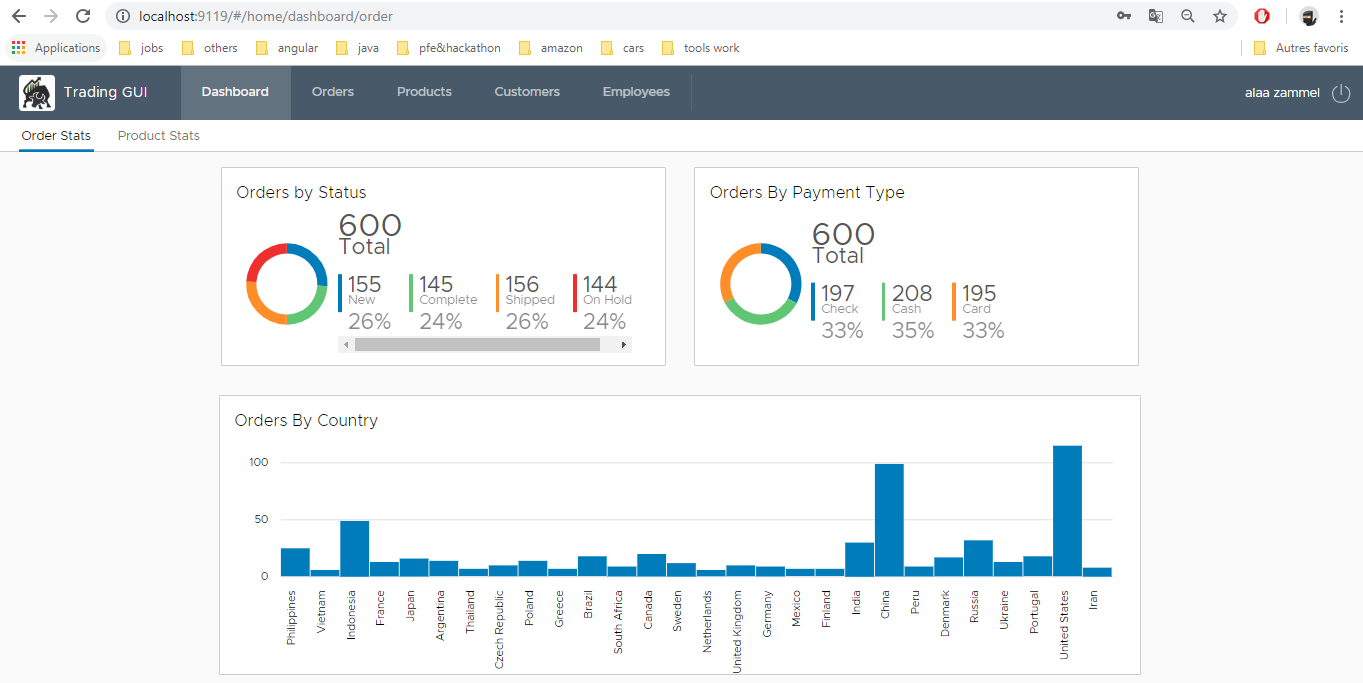 localhost:9119/#/home/dashboard/order
Applications jobs others angular java pfe&hackathon amazon cars tools work Autres favoris
Trading GUI Dashboard Orders Products Customers Employees alaa zammel
Order Stats Product Stats
Orders by Status
600
Total
155 145 156 144
New Complete Shipped On Hold
26% 24% 26% 24%
Orders By Payment Type
600
Total
197 208 195
Check Cash Card
33% 35% 33%
Orders By Country
100
50
0
Philippines
Vietnam
Indonesia
France
Japan
Argentina
Thailand
Czech Republic
Poland
Greece
Brazil
South Africa
Canada
Sweden
Netherlands
United Kingdom
Germany
Mexico
Finland
India
China
Peru
Denmark
Russia
Ukraine
Portugal
United States
Iran